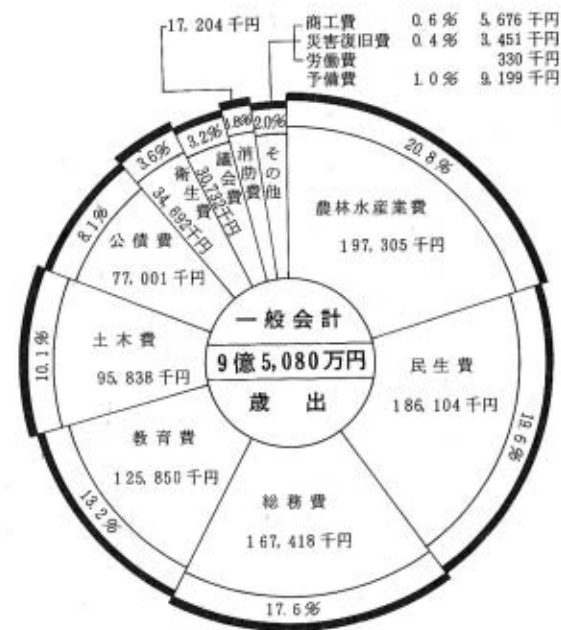 17,204千円
商工費 0.6% 5,676千円
災害復旧費 0.4% 3,451千円
労働費 330千円
予備費 1.0% 9,199千円
20.8%
農林水産業費
197,305千円
19.6%
民生費
186,104千円
17.6%
総務費
167,418千円
13.2%
教育費
125,850千円
10.1%
土木費
95,838千円
8.1%
公債費
77,001千円
3.6%
衛生費
34,692千円
3.2%
議会費
30,732千円
1.8%
消防費
2.0%
その他
一般会計
9億5,080万円
歳出